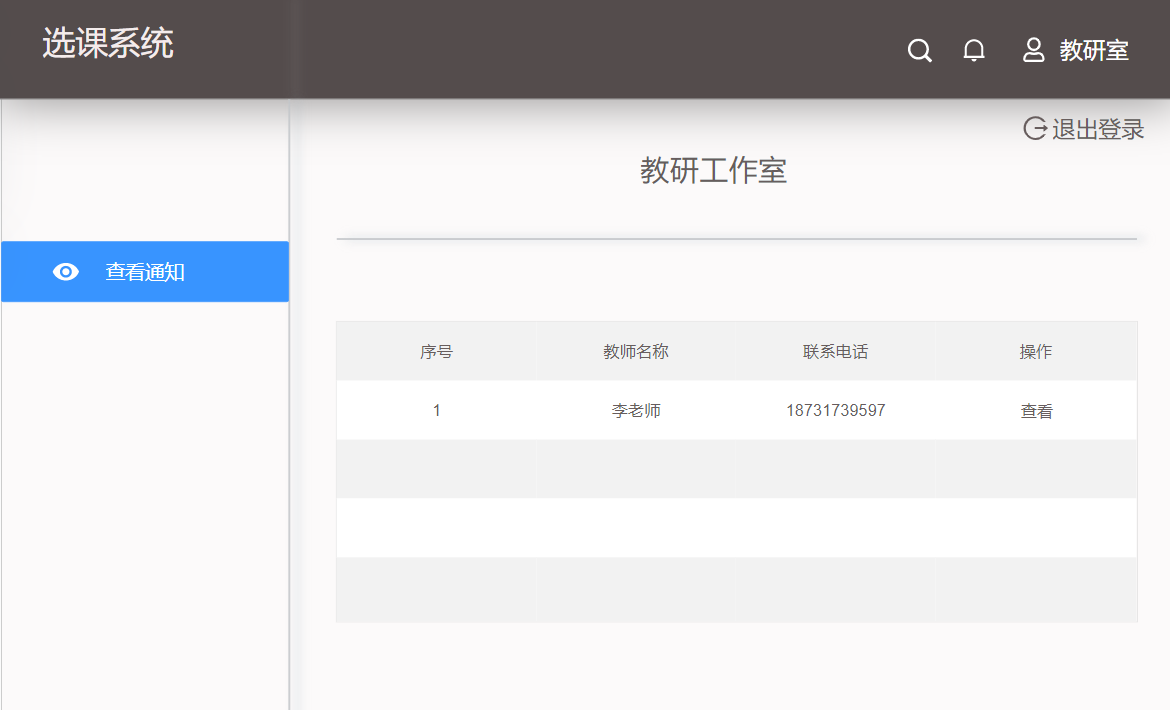 选课系统
教研室
退出登录
教研工作室
查看通知
序号 教师名称 联系电话 操作
1 李老师 18731739597 查看